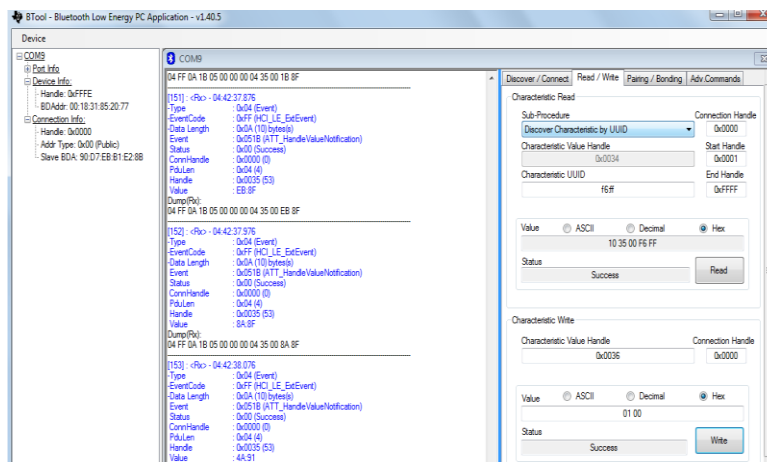 BTool - Bluetooth Low Energy PC Application - v1.40.5
Device
COM9
Port Info
Device Info:
Handle: 0xFFFE
BDAddr: 00:18:31:85:20:77
Connection Info:
Handle: 0x0000
Addr Type: 0x00 (Public)
Slave BDA: 90:D7:EB:B1:E2:8B
COM9
04 FF 0A 1B 05 00 00 00 04 35 00 1B 8F
[151] : <Rx> - 04:42:37.876
-Type : 0x04 (Event)
-EventCode : 0xFF (HCI_LE_ExtEvent)
-Data Length : 0x0A (10) bytes(s)
Event : 0x051B (ATT_HandleValueNotification)
Status : 0x00 (Success)
ConnHandle : 0x0000 (0)
PduLen : 0x04 (4)
Handle : 0x0035 (53)
Value : EB:8F
Dump(Rx):
04 FF 0A 1B 05 00 00 00 04 35 00 EB 8F
[152] : <Rx> - 04:42:37.976
-Type : 0x04 (Event)
-EventCode : 0xFF (HCI_LE_ExtEvent)
-Data Length : 0x0A (10) bytes(s)
Event : 0x051B (ATT_HandleValueNotification)
Status : 0x00 (Success)
ConnHandle : 0x0000 (0)
PduLen : 0x04 (4)
Handle : 0x0035 (53)
Value : 8A:8F
Dump(Rx):
04 FF 0A 1B 05 00 00 00 04 35 00 8A 8F
[153] : <Rx> - 04:42:38.076
-Type : 0x04 (Event)
-EventCode : 0xFF (HCI_LE_ExtEvent)
-Data Length : 0x0A (10) bytes(s)
Event : 0x051B (ATT_HandleValueNotification)
Status : 0x00 (Success)
ConnHandle : 0x0000 (0)
PduLen : 0x04 (4)
Handle : 0x0035 (53)
Value : 4A:91
Discover / Connect Read / Write Pairing / Bonding Adv.Commands
Characteristic Read
Sub-Procedure Connection Handle
Discover Characteristic by UUID 0x0000
Characteristic Value Handle Start Handle
0x0034 0x0001
Characteristic UUID End Handle
f6:ff 0xFFFF
Value ASCII Decimal Hex
10 35 00 F6 FF
Status
Success Read
Characteristic Write
Characteristic Value Handle Connection Handle
0x0036 0x0000
Value ASCII Decimal Hex
01 00
Status
Success Write